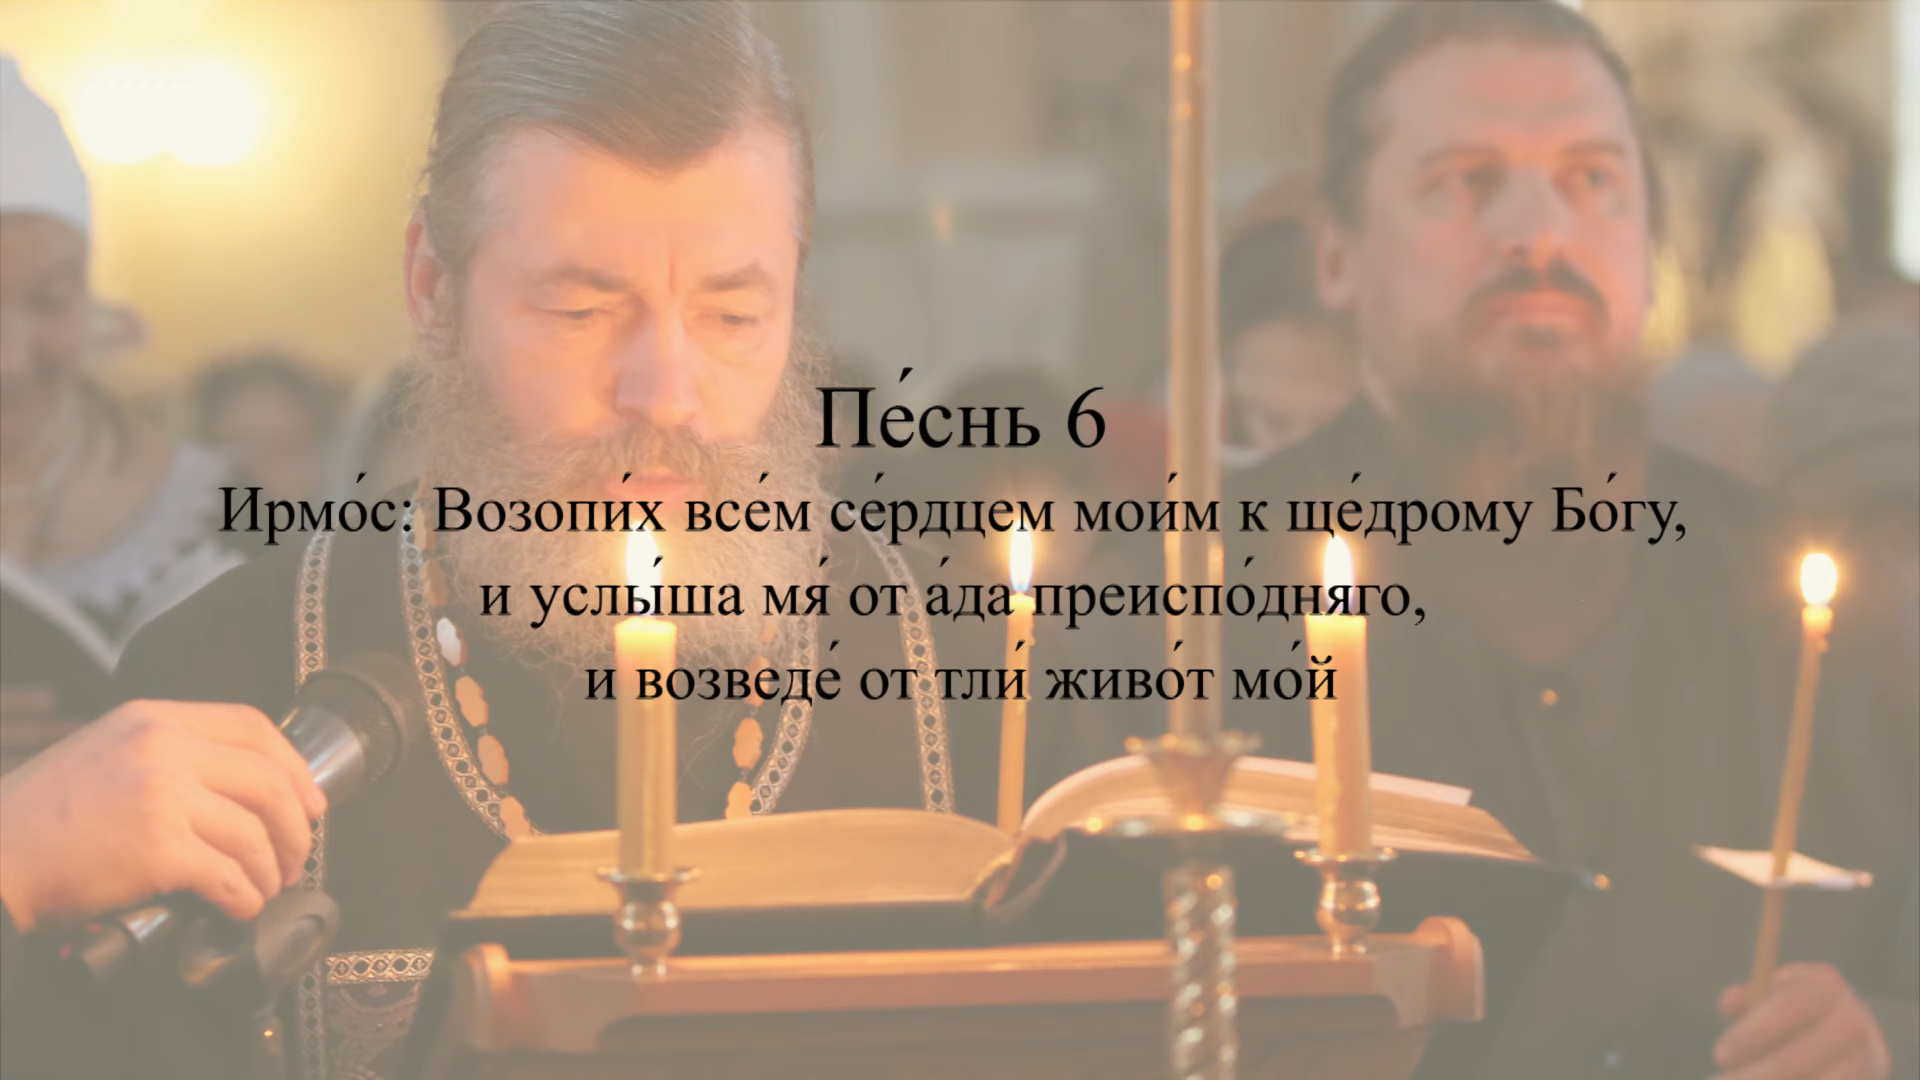 Пе́снь 6
Ирмо́с: Возопи́х все́м се́рдцем мои́м к ще́дрому Бо́гу,
и услы́ша мя́ от а́да преиспо́дняго,
и возведе́ от тли́ живо́т мо́й